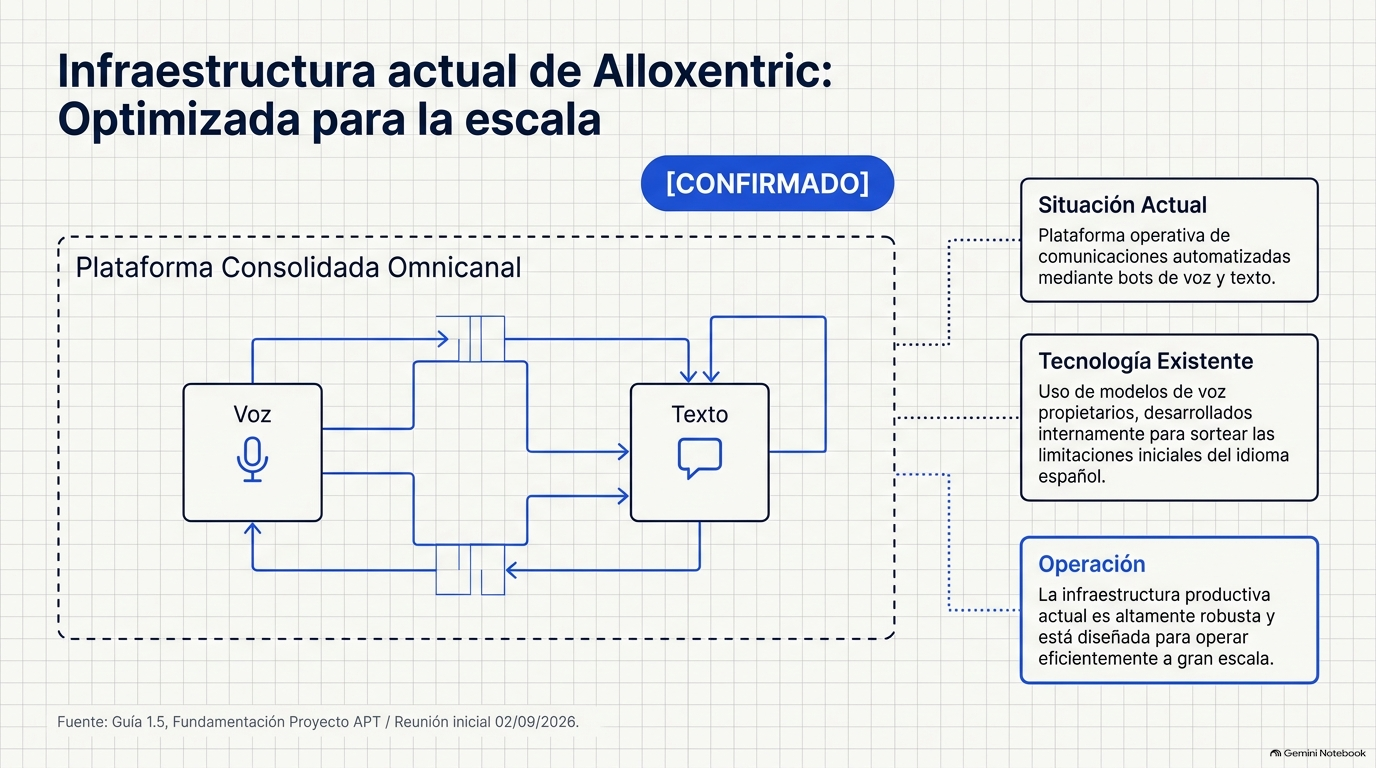 Infraestructura actual de Alloxentric:
Optimizada para la escala
[CONFIRMADO]
Plataforma Consolidada Omnicanal
Voz
Texto
Situación Actual
Plataforma operativa de
comunicaciones automatizadas
mediante bots de voz y texto.
Tecnología Existente
Uso de modelos de voz
propietarios, desarrollados
internamente para sortear las
limitaciones iniciales del idioma
español.
Operación
La infraestructura productiva
actual es altamente robusta y
está diseñada para operar
eficientemente a gran escala.
Fuente: Guía 1.5, Fundamentación Proyecto APT / Reunión inicial 02/09/2026.
Gemini Notebook